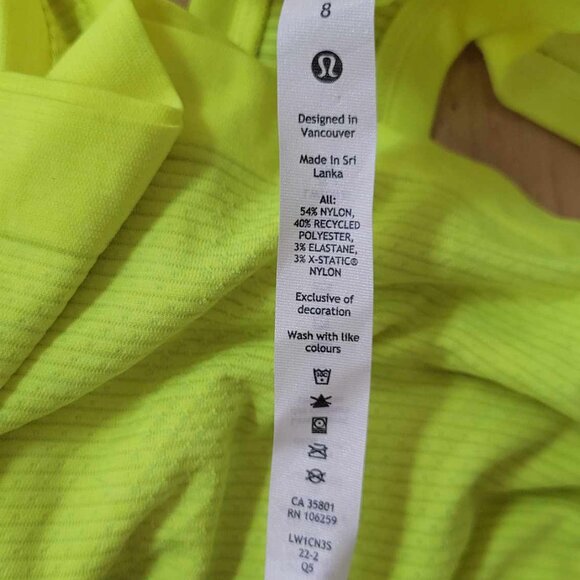 8
Designed in
Vancouver
Made In Sri
Lanka
All:
54% NYLON,
40% RECYCLED
POLYESTER,
3% ELASTANE,
3% X-STATIC®
NYLON
Exclusive of
decoration
Wash with like
colours
CA 35801
RN 106259
LW1CN3S
22-2
Q5